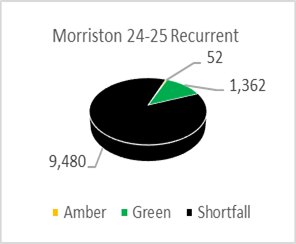 Morriston 24-25 Recurrent
52
1,362
9,480
Amber Green Shortfall